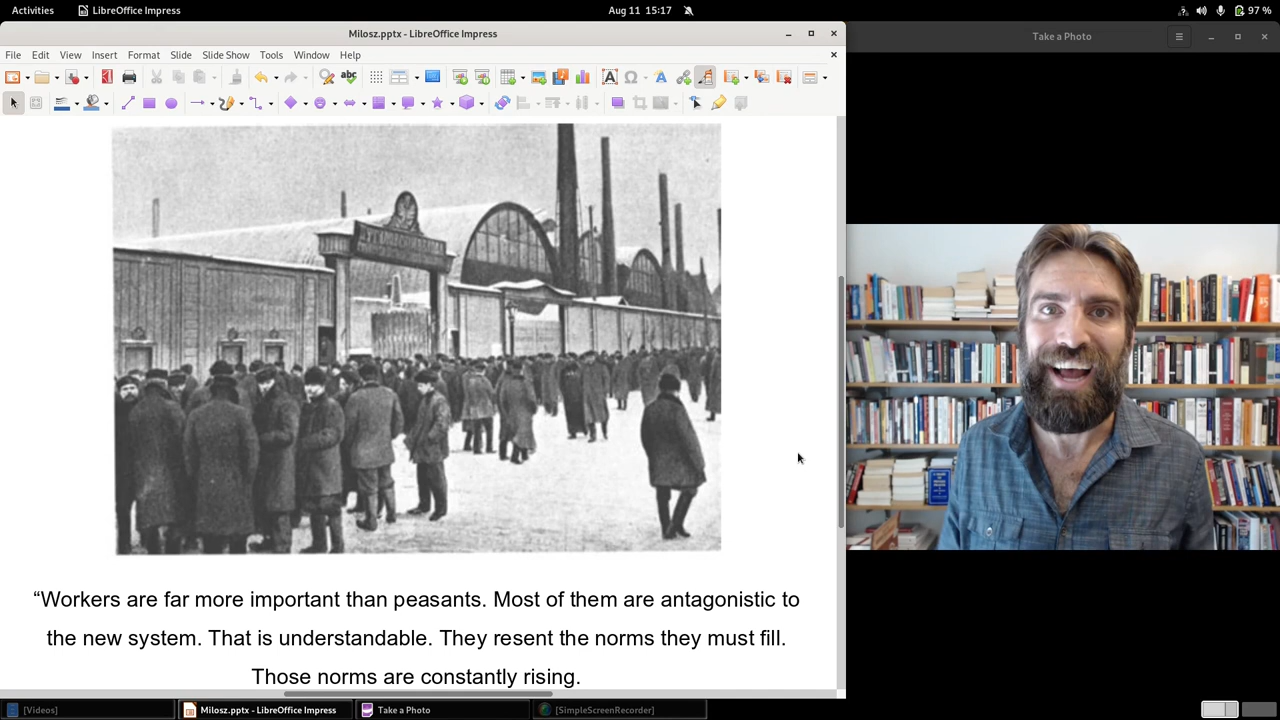 Activities
LibreOffice Impress
Aug 11 15:17
97 %
Milosz.pptx - LibreOffice Impress
Take a Photo
File Edit View Insert Format Slide Slide Show Tools Window Help
“Workers are far more important than peasants. Most of them are antagonistic to
the new system. That is understandable. They resent the norms they must fill.
Those norms are constantly rising.
[Videos]
Milosz.pptx - LibreOffice Impress
Take a Photo
[SimpleScreenRecorder]